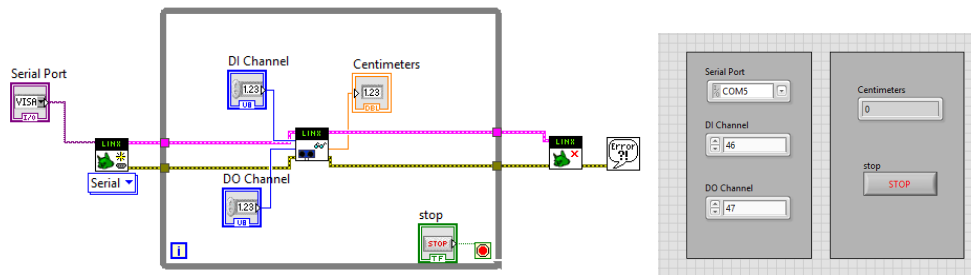 Serial Port
VISA
I/O
LINX
Serial
DI Channel
1.23
U8
DO Channel
1.23
U8
LINX
Centimeters
1.23
DBL
i
stop
STOP
TF
LINX
Error
?!
Serial Port
I/O
COM5
DI Channel
46
DO Channel
47
Centimeters
0
stop
STOP